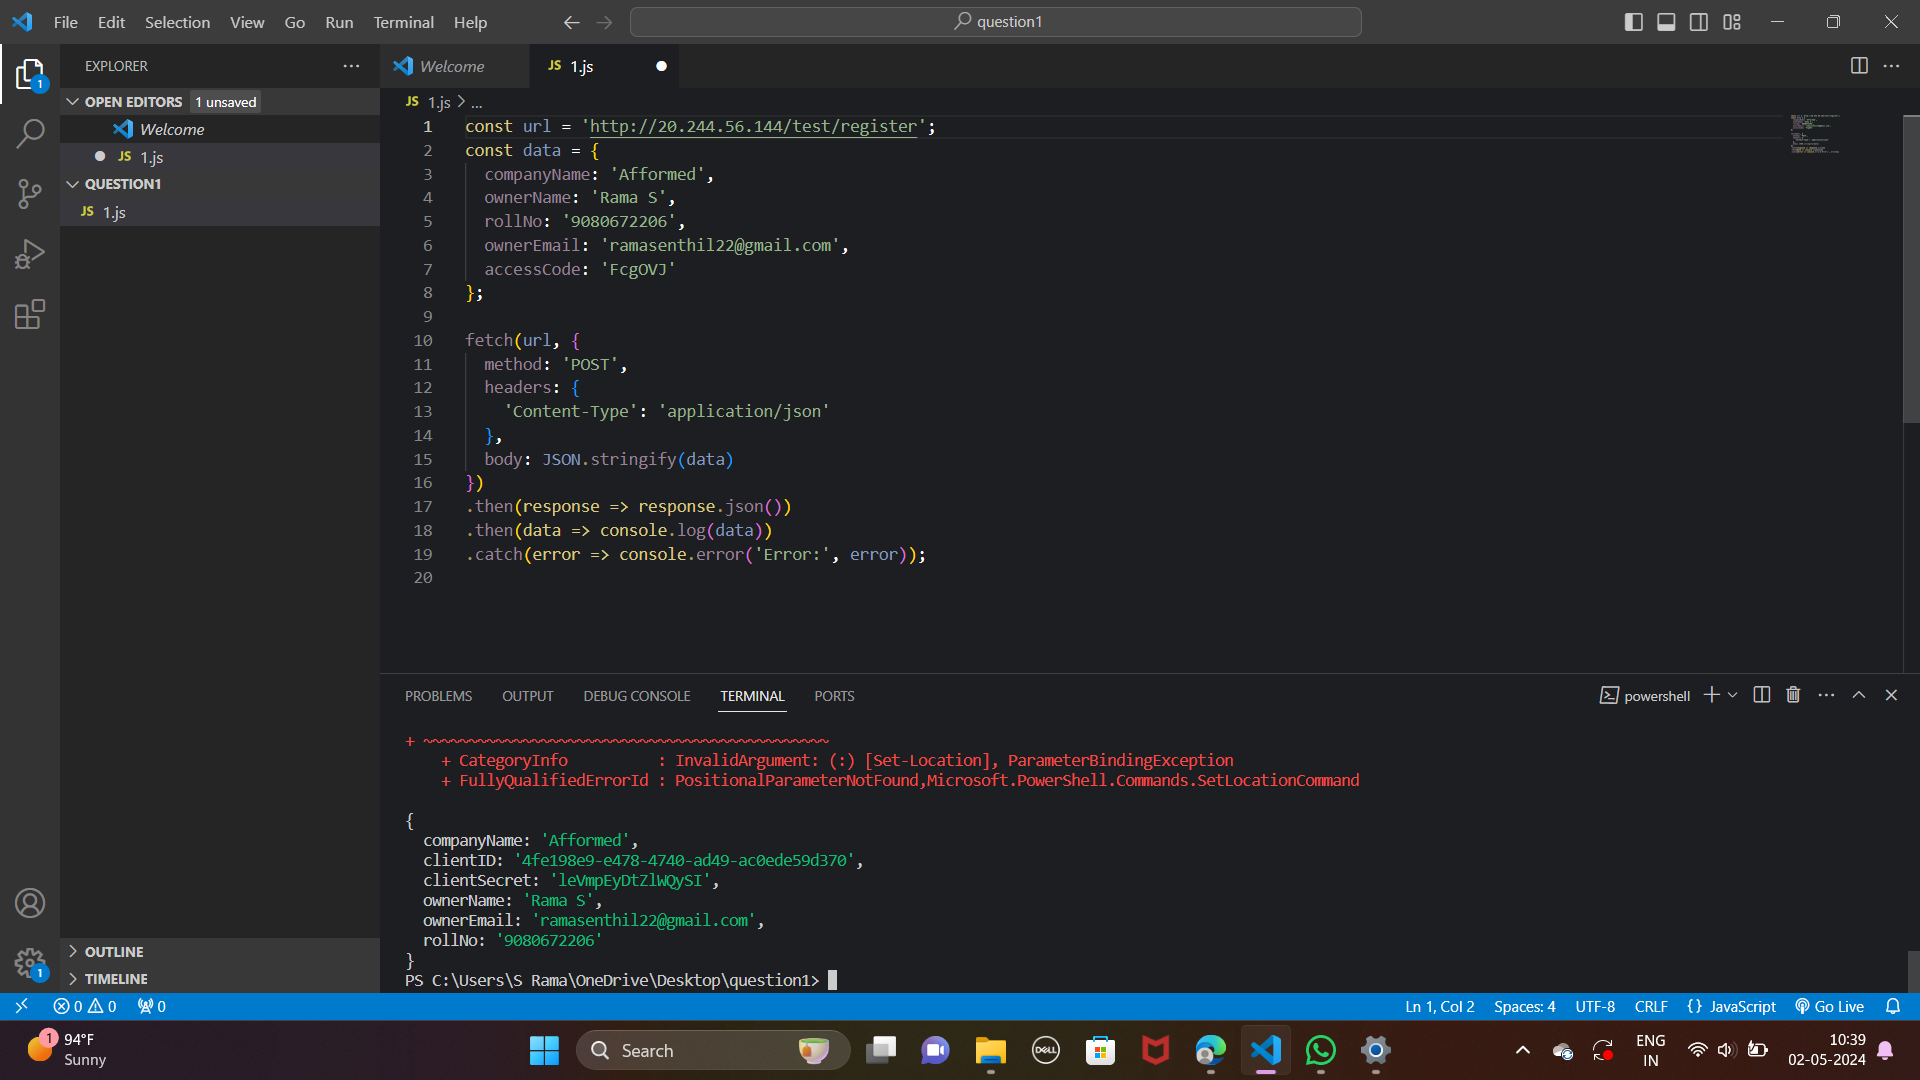 File Edit Selection View Go Run Terminal Help
question1
EXPLORER
OPEN EDITORS 1 unsaved
Welcome
JS 1.js
QUESTION1
JS 1.js
OUTLINE
TIMELINE
Welcome
JS 1.js
JS 1.js > ...
1 const url = 'http://20.244.56.144/test/register';
2 const data = {
3 companyName: 'Afformed',
4 ownerName: 'Rama S',
5 rollNo: '9080672206',
6 ownerEmail: 'ramasenthil22@gmail.com',
7 accessCode: 'FcgOVJ'
8 };
9
10 fetch(url, {
11 method: 'POST',
12 headers: {
13 'Content-Type': 'application/json'
14 },
15 body: JSON.stringify(data)
16 })
17 .then(response => response.json())
18 .then(data => console.log(data))
19 .catch(error => console.error('Error:', error));
20
PROBLEMS OUTPUT DEBUG CONSOLE TERMINAL PORTS
powershell
+ ~~~~~~~~~~~~~~~~~~~~~~~~~~~~~~~~~~~~~~~~~~~~~
+ CategoryInfo : InvalidArgument: (:) [Set-Location], ParameterBindingException
+ FullyQualifiedErrorId : PositionalParameterNotFound,Microsoft.PowerShell.Commands.SetLocationCommand
{
companyName: 'Afformed',
clientID: '4fe198e9-e478-4740-ad49-ac0ede59d370',
clientSecret: 'leVmpEyDtZlWQySI',
ownerName: 'Rama S',
ownerEmail: 'ramasenthil22@gmail.com',
rollNo: '9080672206'
}
PS C:\Users\S Rama\OneDrive\Desktop\question1>
0 0 0
Ln 1, Col 2 Spaces: 4 UTF-8 CRLF {} JavaScript Go Live
1 94°F
Sunny
Search
DELL
ENG
IN
10:39
02-05-2024